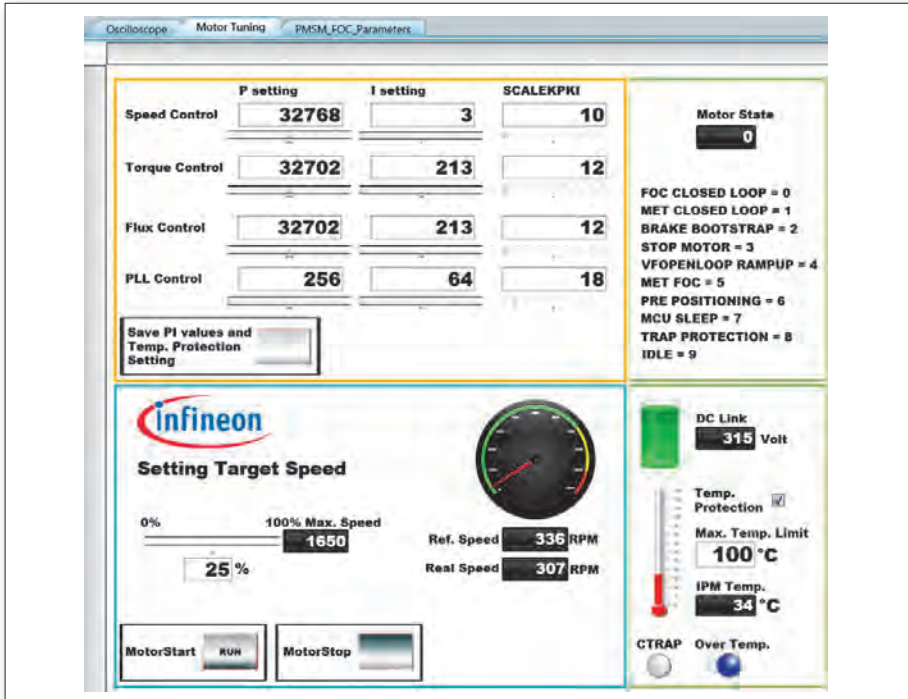 Oscilloscope Motor Tuning PMSM_FOC_Parameters
P setting I setting SCALEKPKI
Speed Control 32768 3 10
Torque Control 32702 213 12
Flux Control 32702 213 12
PLL Control 256 64 18
Save PI values and
Temp. Protection
Setting
Motor State
0
FOC CLOSED LOOP = 0
MET CLOSED LOOP = 1
BRAKE BOOTSTRAP = 2
STOP MOTOR = 3
VFOPENLOOP RAMPUP = 4
MET FOC = 5
PRE POSITIONING = 6
MCU SLEEP = 7
TRAP PROTECTION = 8
IDLE = 9
infineon
Setting Target Speed
0% 100% Max. Speed
1650
25 %
Ref. Speed 336 RPM
Real Speed 307 RPM
MotorStart RUN MotorStop
DC Link
315 Volt
Temp.
Protection
Max. Temp. Limit
100 °C
IPM Temp.
34 °C
CTRAP Over Temp.